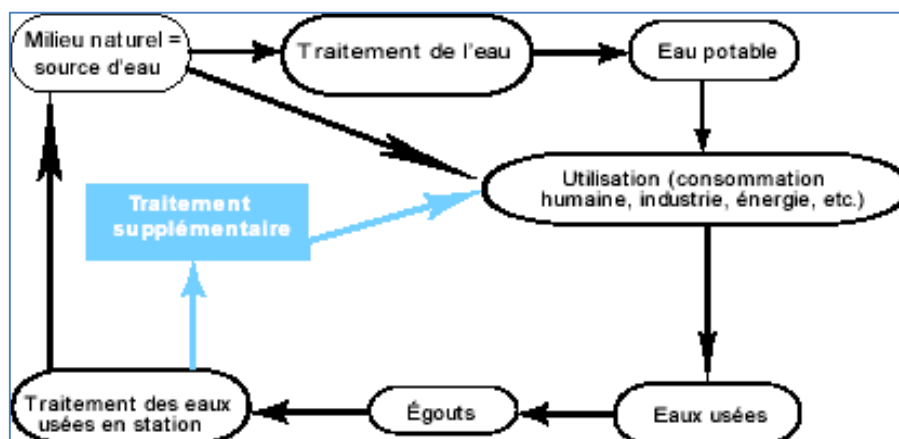 Milieu naturel =
source d'eau
Traitement de l'eau
Eau potable
Utilisation (consommation
humaine, industrie, énergie, etc.)
Traitement
supplémentaire
Traitement des eaux
usées en station
Égouts
Eaux usées